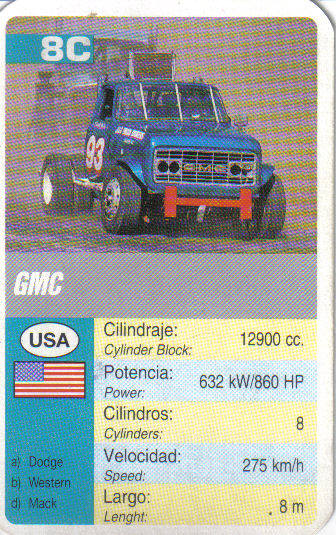 8C
93
GMC
GMC
USA
Cilindraje:
Cylinder Block:
12900 cc.
Potencia:
Power:
632 kW/860 HP
Cilindros:
Cylinders:
8
Velocidad:
Speed:
275 km/h
Largo:
Lenght:
8 m
a) Dodge
b) Western
d) Mack